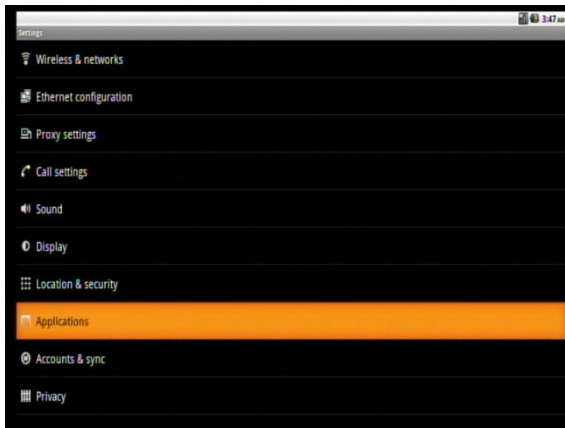 3:47 AM
Settings
Wireless & networks
Ethernet configuration
Proxy settings
Call settings
Sound
Display
Location & security
Applications
Accounts & sync
Privacy